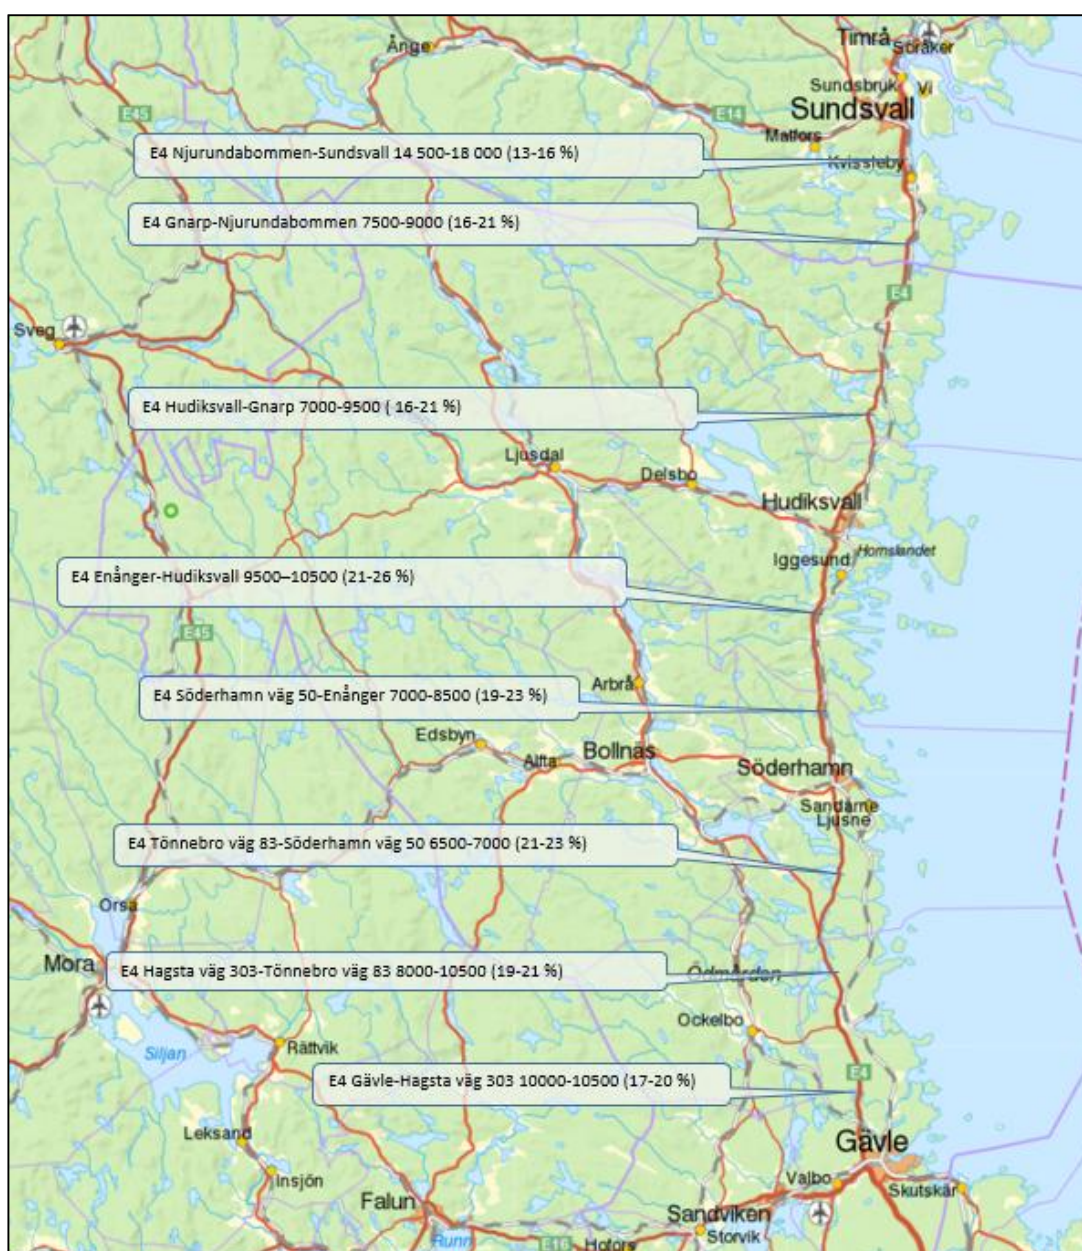 Ånge
Timrå
Söråker
Sundsbruk
Vi
Sundsvall
E45
E14
Matfors
E4 Njurundabommen-Sundsvall 14 500-18 000 (13-16 %)
Kvissleby
E4 Gnarp-Njurundabommen 7500-9000 (16-21 %)
E4
Sveg
E4 Hudiksvall-Gnarp 7000-9500 ( 16-21 %)
Ljusdal
Delsbo
Hudiksvall
Hornslandet
Iggesund
E4 Enånger-Hudiksvall 9500–10500 (21-26 %)
E45
E4 Söderhamn väg 50-Enånger 7000-8500 (19-23 %)
Arbrå
Edsbyn
Alfta
Bollnäs
Söderhamn
Sandarne
Ljusne
E4 Tönnebro väg 83-Söderhamn väg 50 6500-7000 (21-23 %)
Orsa
Mora
E4 Hagsta väg 303-Tönnebro väg 83 8000-10500 (19-21 %)
Ödmården
Ockelbo
Siljan
Rättvik
E4 Gävle-Hagsta väg 303 10000-10500 (17-20 %)
E4
Leksand
Gävle
Insjön
Valbo
Skutskär
Falun
Sandviken
Storvik
Runn
E16
Hofors